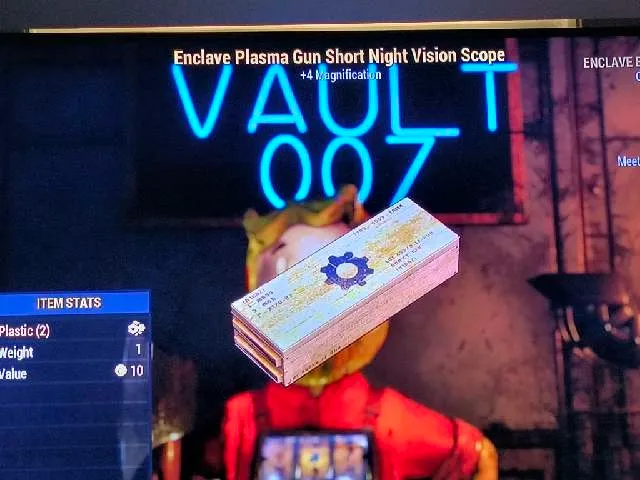 Enclave Plasma Gun Short Night Vision Scope
+4 Magnification
ENCLAVE
Meet
VAULT
007
ITEM STATS
Plastic (2)
Weight 1
Value 10